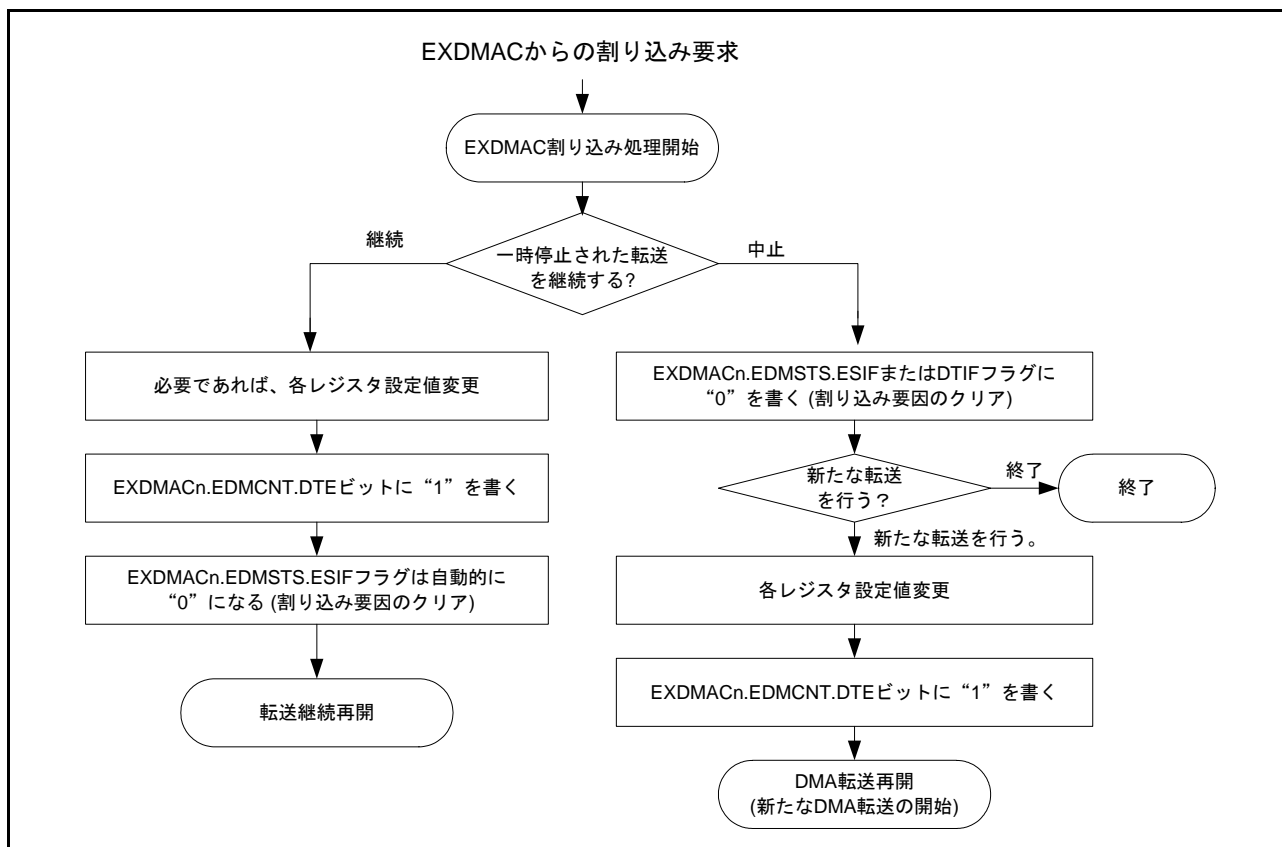 EXDMACからの割り込み要求
EXDMAC割り込み処理開始
一時停止された転送
を継続する?
継続
中止
必要であれば、各レジスタ設定値変更
EXDMACn.EDMCNT.DTEビットに“1”を書く
EXDMACn.EDMSTS.ESIFフラグは自動的に
“0”になる (割り込み要因のクリア)
転送継続再開
EXDMACn.EDMSTS.ESIFまたはDTIFフラグに
“0”を書く (割り込み要因のクリア)
新たな転送
を行う？
終了
終了
新たな転送を行う。
各レジスタ設定値変更
EXDMACn.EDMCNT.DTEビットに“1”を書く
DMA転送再開
(新たなDMA転送の開始)